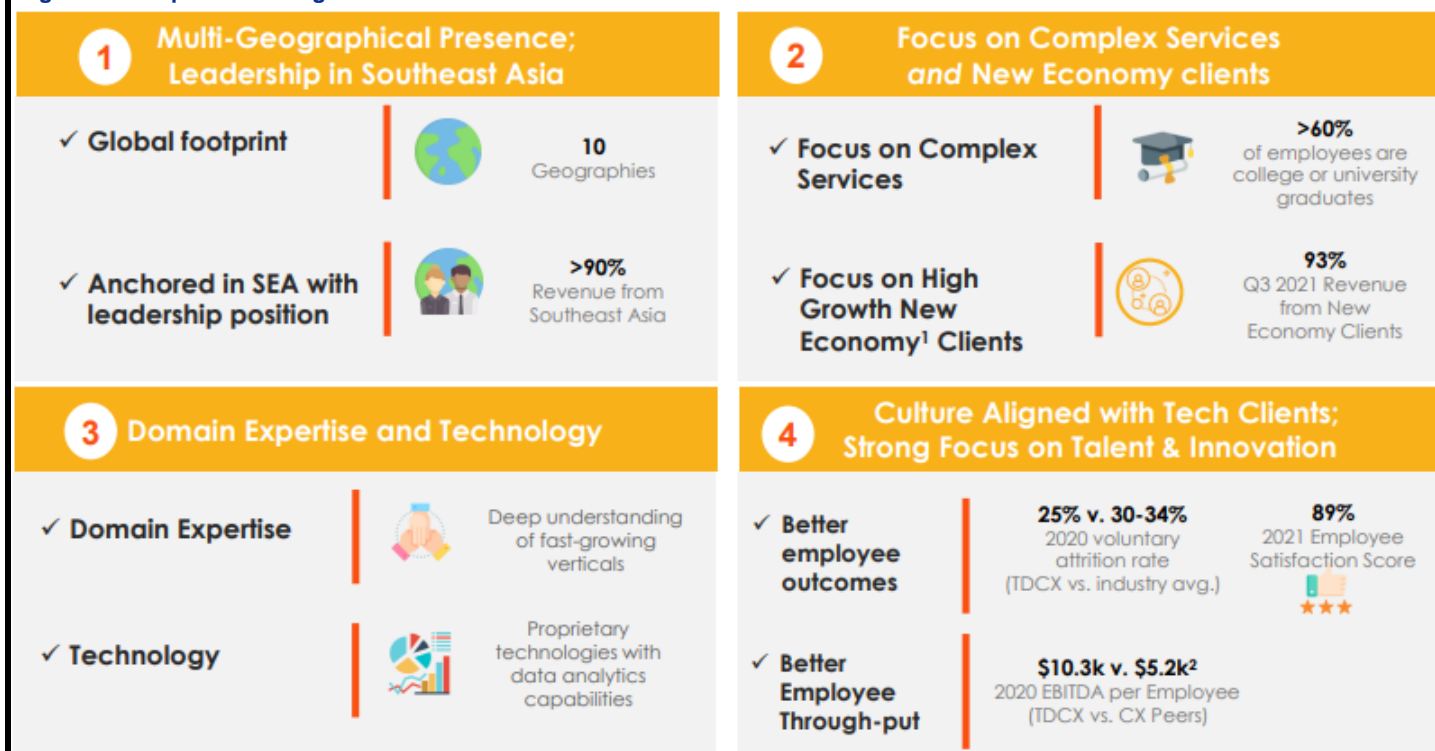 1
Multi-Geographical Presence;
Leadership in Southeast Asia
✓ Global footprint
10
Geographies
✓ Anchored in SEA with
leadership position
>90%
Revenue from
Southeast Asia
2
Focus on Complex Services
and New Economy clients
✓ Focus on Complex
Services
>60%
of employees are
college or university
graduates
✓ Focus on High
Growth New
Economy¹ Clients
93%
Q3 2021 Revenue
from New
Economy Clients
3
Domain Expertise and Technology
✓ Domain Expertise
Deep understanding
of fast-growing
verticals
✓ Technology
Proprietary
technologies with
data analytics
capabilities
4
Culture Aligned with Tech Clients;
Strong Focus on Talent & Innovation
✓ Better
employee
outcomes
25% v. 30-34%
2020 voluntary
attrition rate
(TDCX vs. industry avg.)
89%
2021 Employee
Satisfaction Score
✓ Better
Employee
Through-put
$10.3k v. $5.2k²
2020 EBITDA per Employee
(TDCX vs. CX Peers)